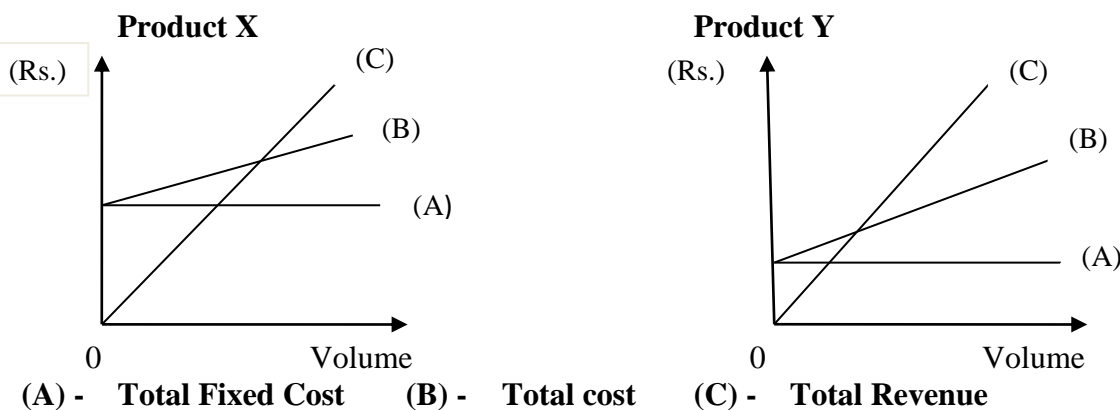 Product X
Product Y
(Rs.)
(C)
(B)
(A)
0
Volume
(Rs.)
(C)
(B)
(A)
0
Volume
(A) - Total Fixed Cost (B) - Total cost (C) - Total Revenue